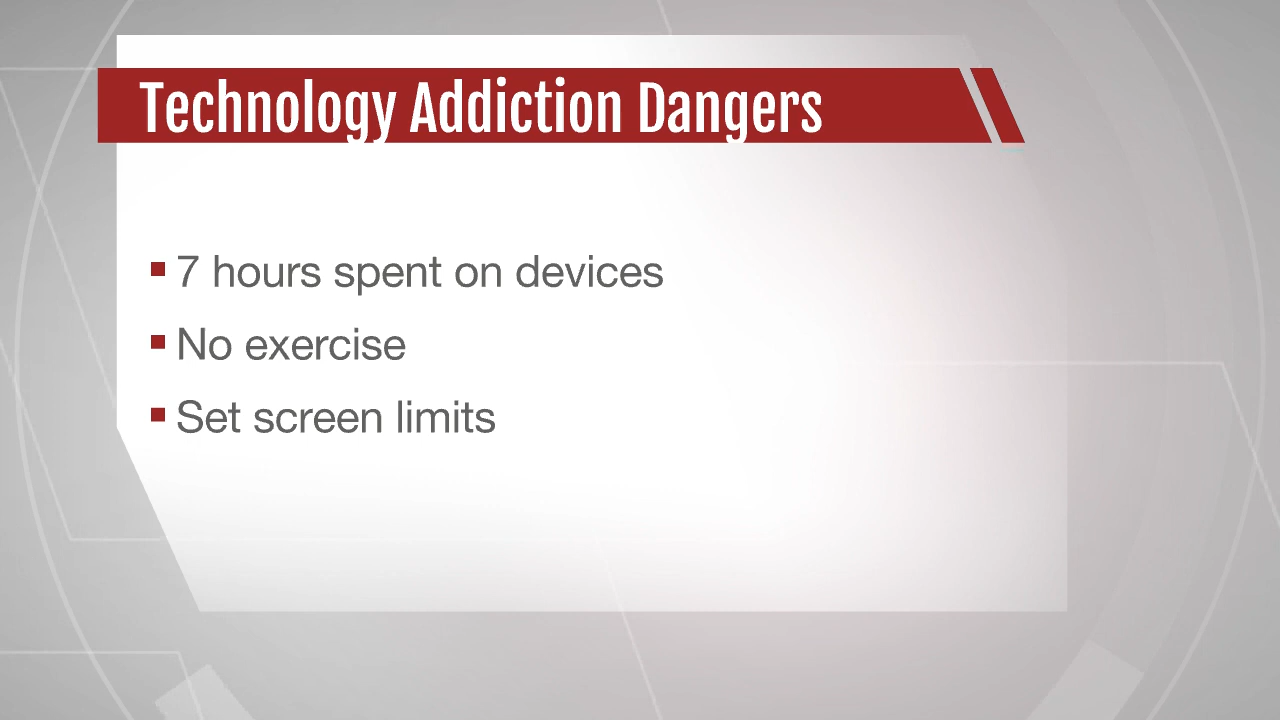 Technology Addiction Dangers
7 hours spent on devices
No exercise
Set screen limits